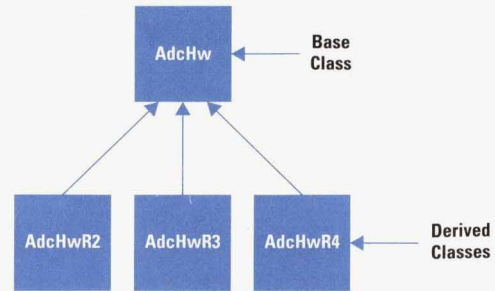 AdcHw
Base
Class
AdcHwR2
AdcHwR3
AdcHwR4
Derived
Classes